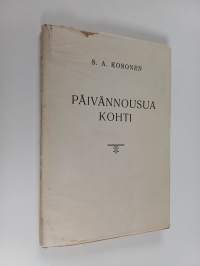 S. A. KORONEN
PÄIVÄNNOUSUA
KOHTI